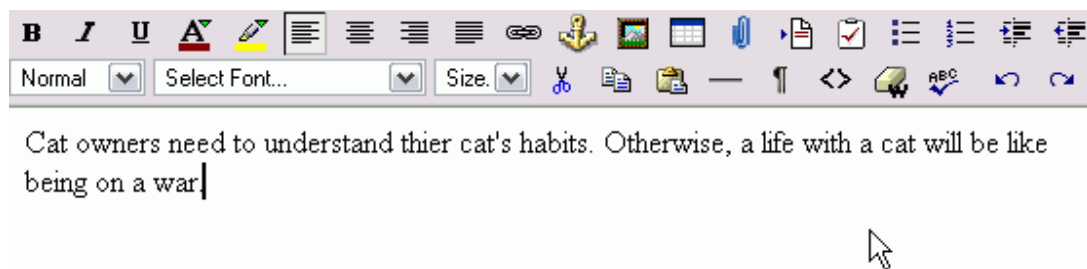 B I U A
Normal Select Font... Size.
ABC
Cat owners need to understand thier cat's habits. Otherwise, a life with a cat will be like
being on a war.